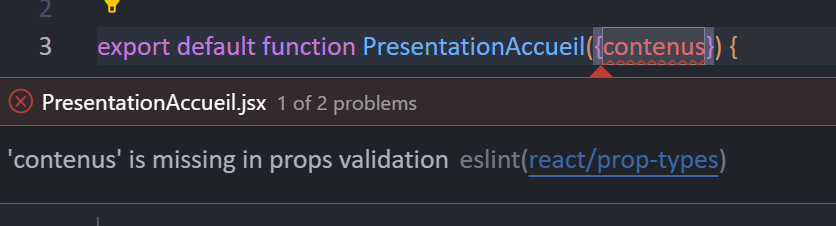 2
3 export default function PresentationAccueil({contenus}) {
PresentationAccueil.jsx 1 of 2 problems
'contenus' is missing in props validation eslint(react/prop-types)